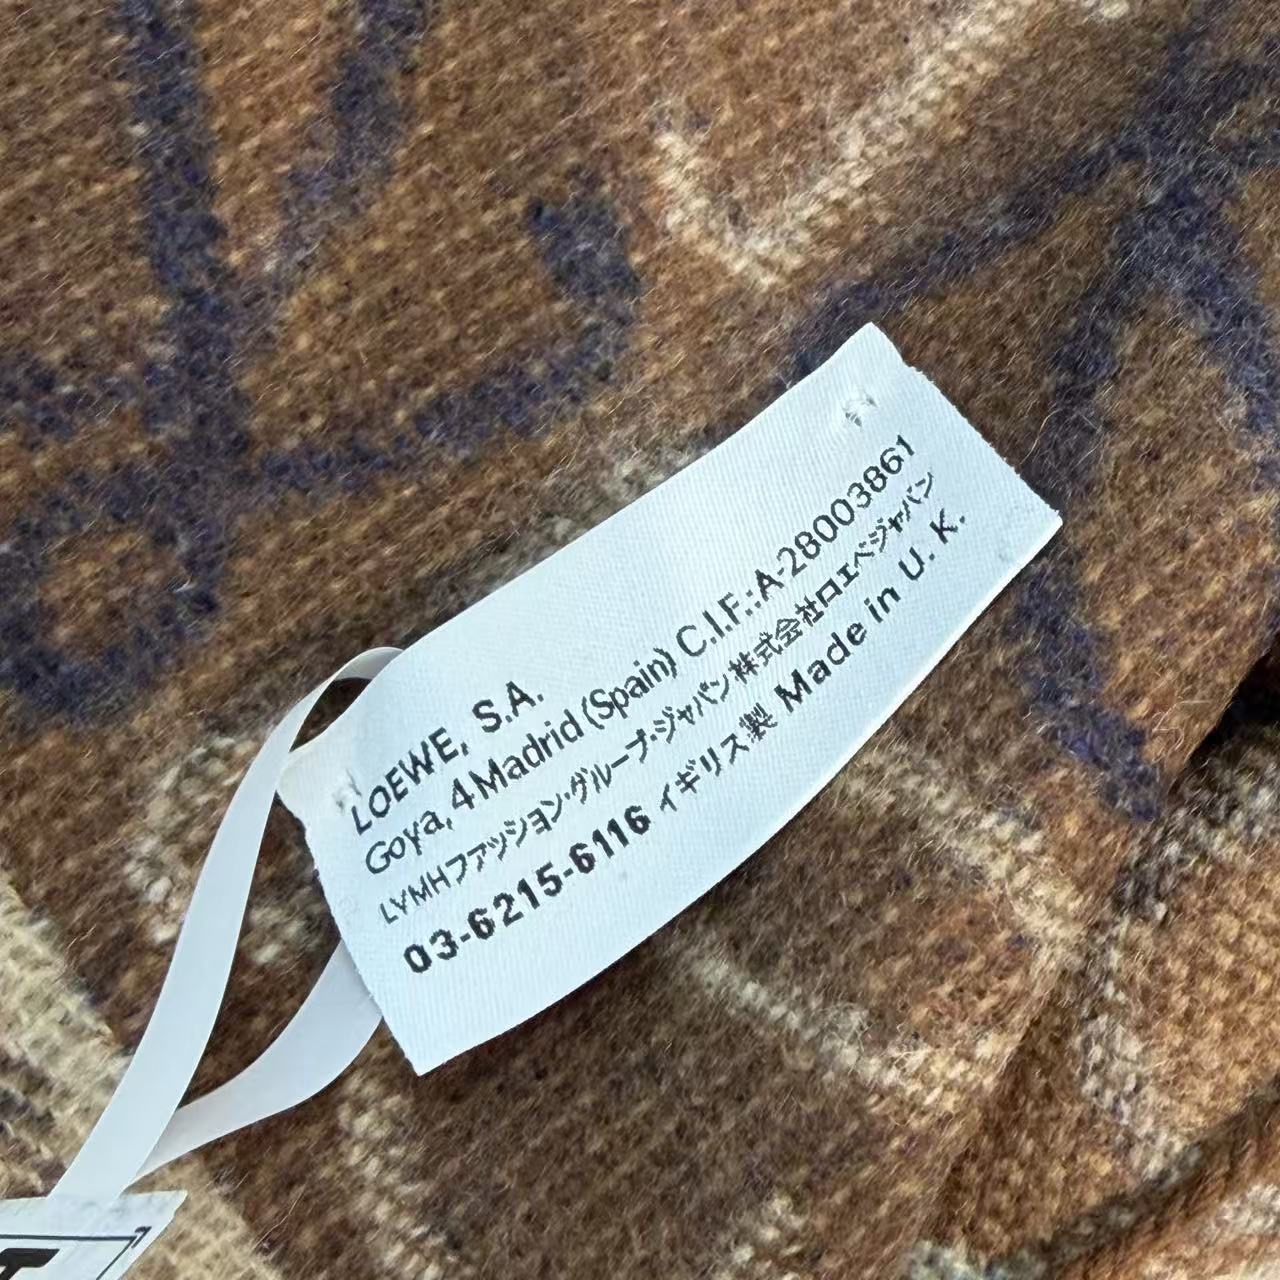 LOEWE, S.A.
Goya, 4 Madrid (Spain) C.I.F.:A-28003861
LVMHファッション・グループ・ジャパン株式会社ロエベジャパン
03-6215-6116 イギリス製 Made in U. K.